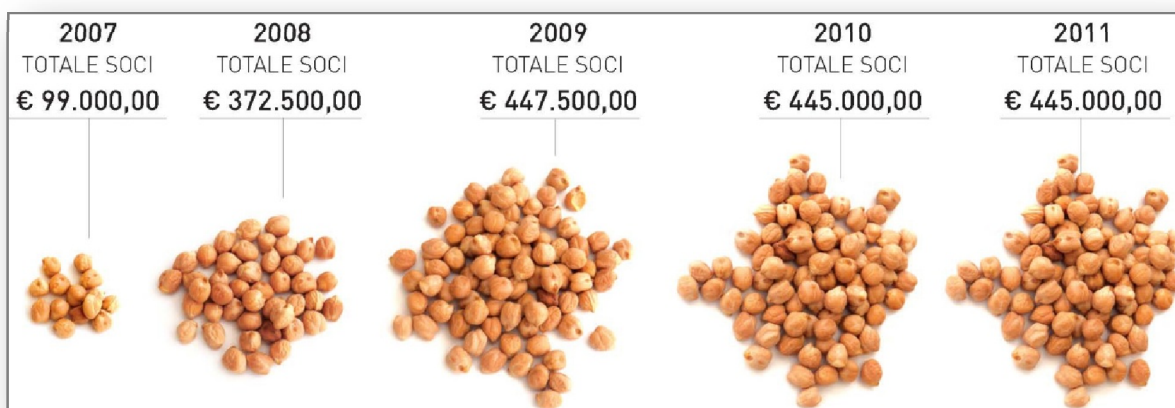 2007
TOTALE SOCI
€ 99.000,00
2008
TOTALE SOCI
€ 372.500,00
2009
TOTALE SOCI
€ 447.500,00
2010
TOTALE SOCI
€ 445.000,00
2011
TOTALE SOCI
€ 445.000,00